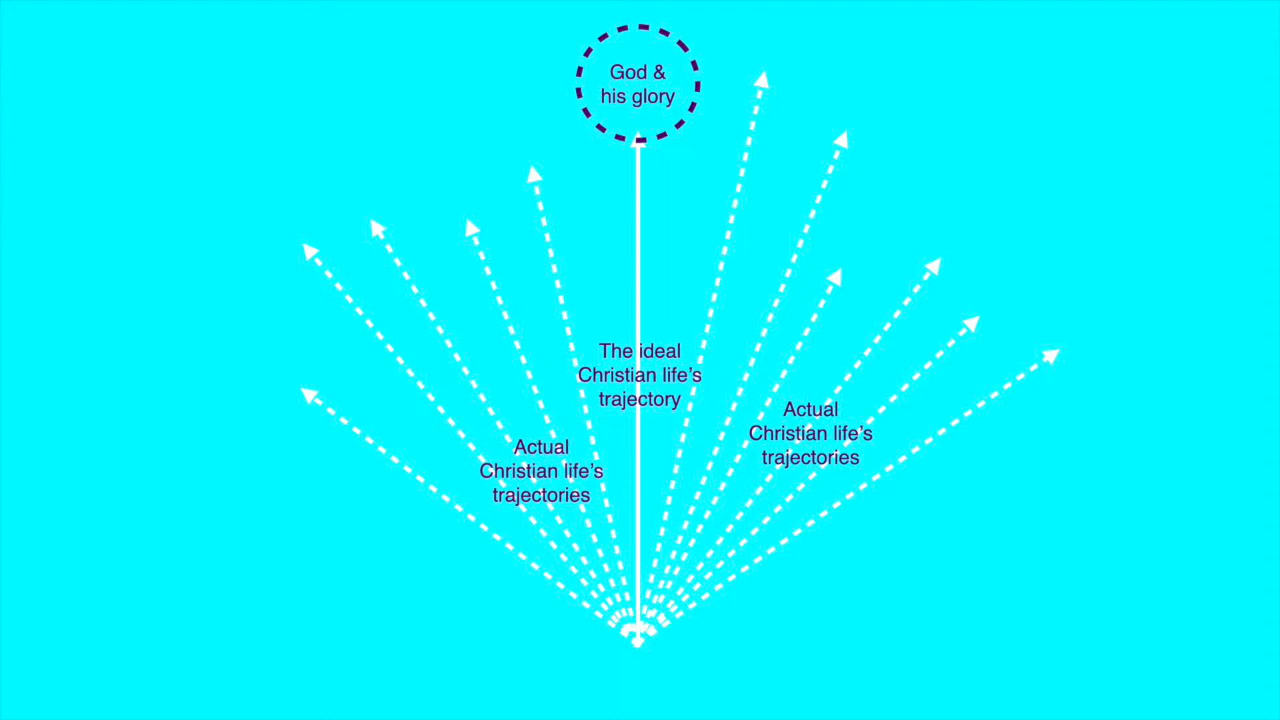 God &
his glory
The ideal
Christian life's
trajectory
Actual
Christian life's
trajectories
Actual
Christian life's
trajectories